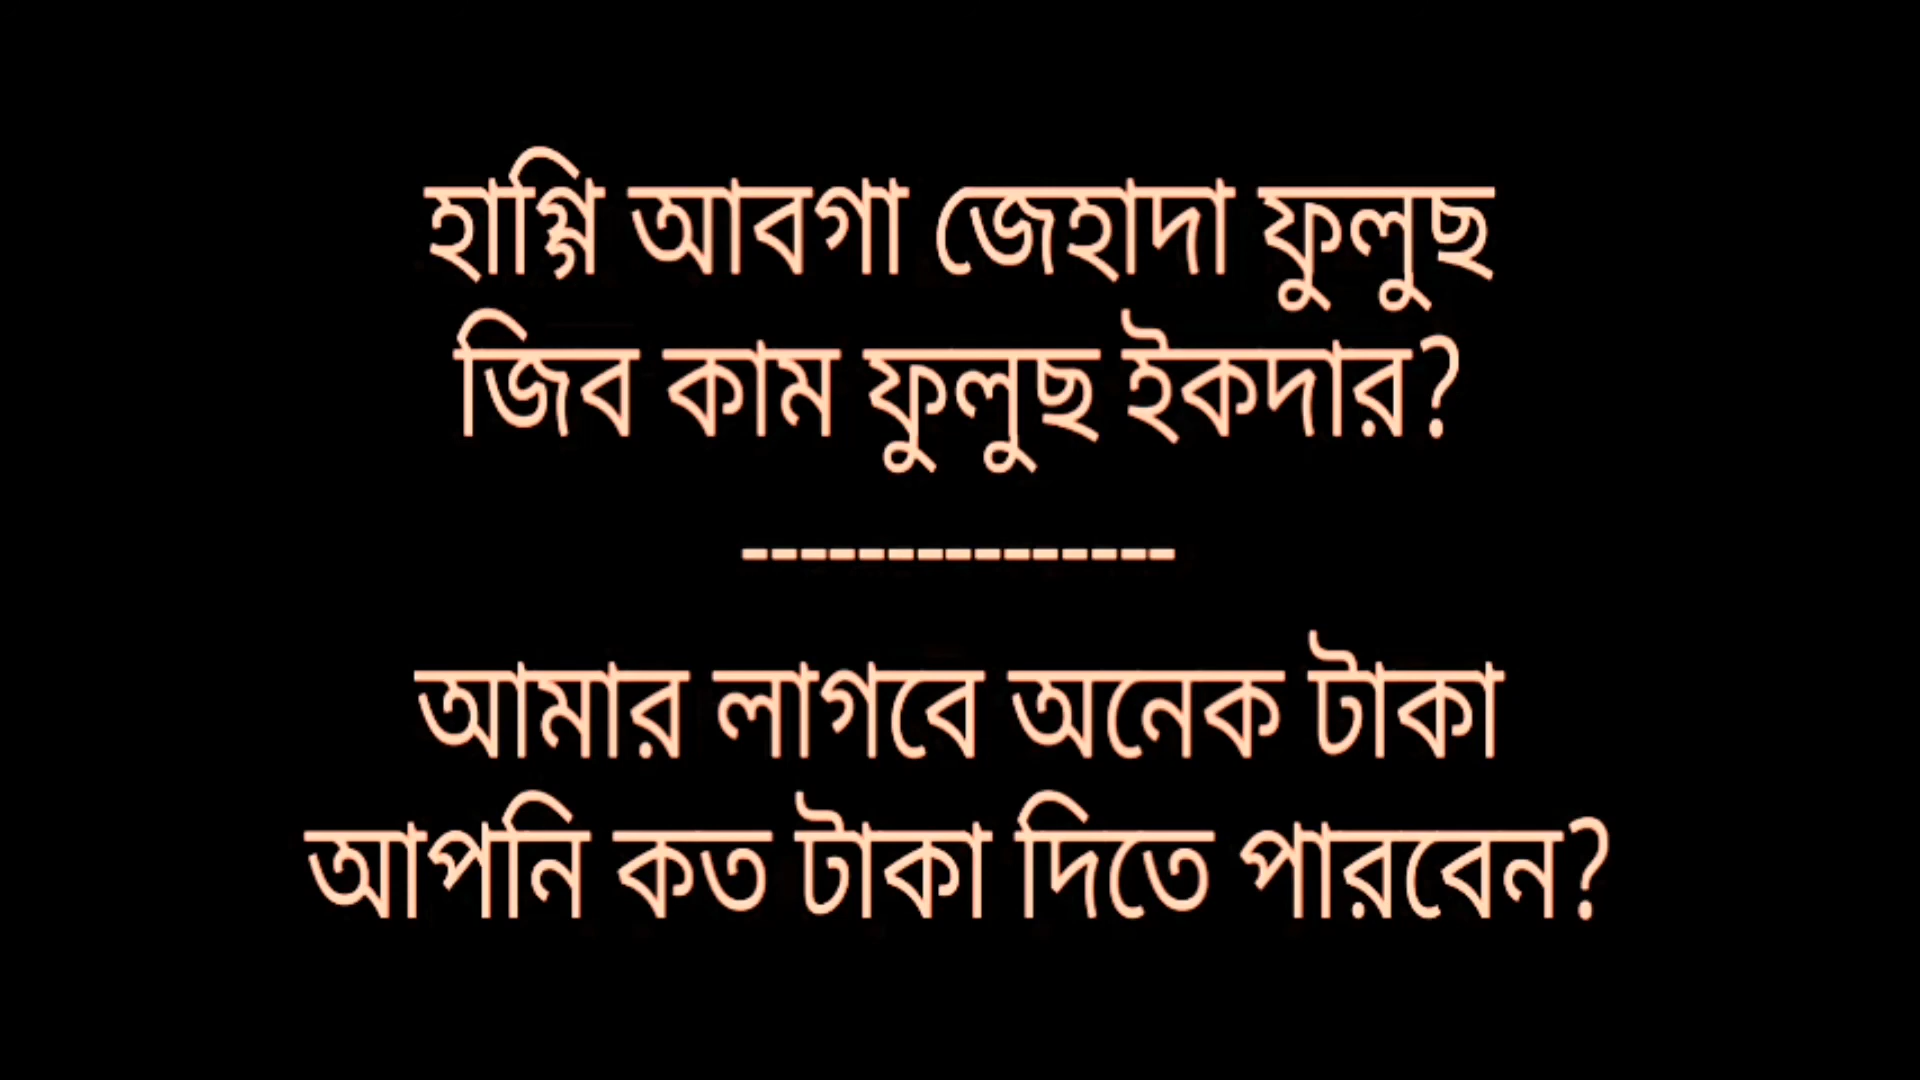 হাগ্গি আবগা জেহাদা ফুলুছ
জিব কাম ফুলুছ ইকদার?
---------------
আমার লাগবে অনেক টাকা
আপনি কত টাকা দিতে পারবেন?